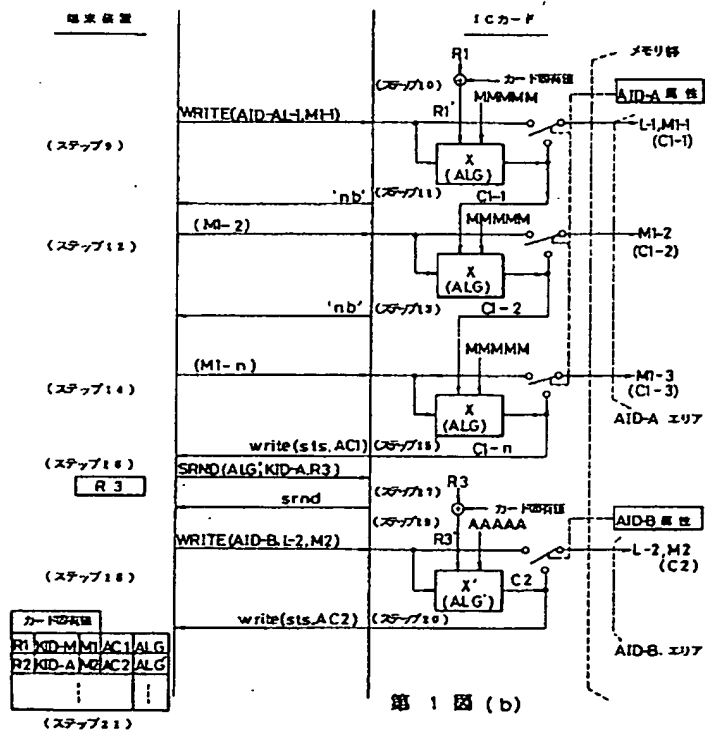 端末装置
ICカード
R1
メモリ部
(ステップ10)
カード固有値
R1'
MMMMM
AID-A 属性
WRITE(AID-A,L-1,M1-1)
L-1,M1-1
(C1-1)
(ステップ9)
X
(ALG)
'nb'
(ステップ11)
C1-1
(M1-2)
MMMMM
M1-2
(C1-2)
(ステップ12)
X
(ALG)
'nb'
(ステップ13)
C1-2
MMMMM
(M1-n)
M1-3
(C1-3)
(ステップ14)
X
(ALG)
AID-A エリア
write(sts,AC1)
(ステップ15)
C1-n
(ステップ16)
SRND(ALG',KID-A,R3)
R3
(ステップ17)
R3
srnd
カード固有値
(ステップ19)
AAAAA
AID-B 属性
WRITE(AID-B,L-2,M2)
R3'
L-2,M2
(C2)
(ステップ18)
X'
(ALG')
C2
カード固有値
write(sts,AC2)
(ステップ20)
R1 KID-M M1 AC1 ALG
R2 KID-A M2 AC2 ALG'
AID-B. エリア
第 1 図 (b)
(ステップ21)